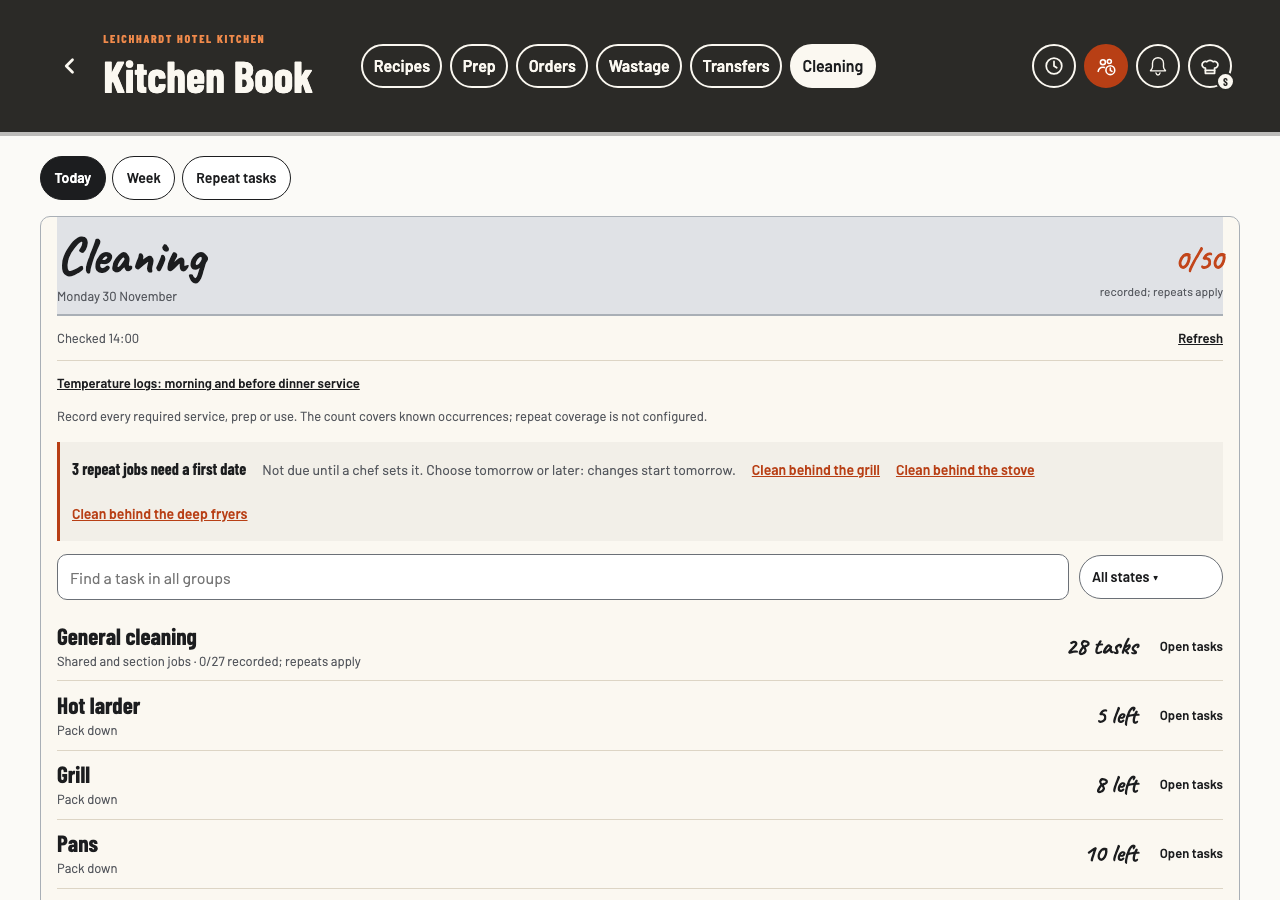 LEICHHARDT HOTEL KITCHEN
Kitchen Book
Recipes Prep Orders Wastage Transfers Cleaning
S
Today Week Repeat tasks
Cleaning
0/50
Monday 30 November
recorded; repeats apply
Checked 14:00
Refresh
Temperature logs: morning and before dinner service
Record every required service, prep or use. The count covers known occurrences; repeat coverage is not configured.
3 repeat jobs need a first date Not due until a chef sets it. Choose tomorrow or later: changes start tomorrow. Clean behind the grill Clean behind the stove
Clean behind the deep fryers
Find a task in all groups
All states ▾
General cleaning
Shared and section jobs · 0/27 recorded; repeats apply
28 tasks Open tasks
Hot larder
Pack down
5 left Open tasks
Grill
Pack down
8 left Open tasks
Pans
Pack down
10 left Open tasks